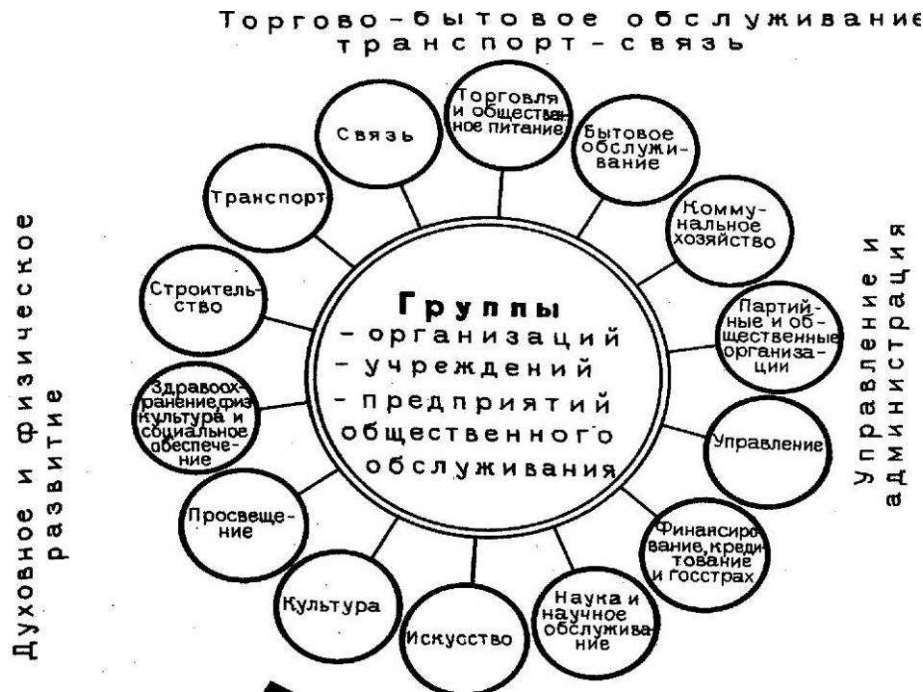 Торгово-бытовое обслуживание
транспорт-связь
Духовное и физическое
развитие
Управление и
администрация
Группы
- организаций
- учреждений
- предприятий
общественного
обслуживания
Торговля
и обществен-
ное питание
Бытовое
обслужи-
вание
Комму-
нальное
хозяйство
Партий-
ные и об-
щественные
организа-
ции
Управление
Финансиро-
вание, креди-
тование
и госстрах
Наука и
научное
обслужива-
ние
Искусство
Культура
Просвеще-
ние
Здравоох-
ранение, физ
культура и
социальное
обеспече-
ние
Строитель-
ство
Транспорт
Связь